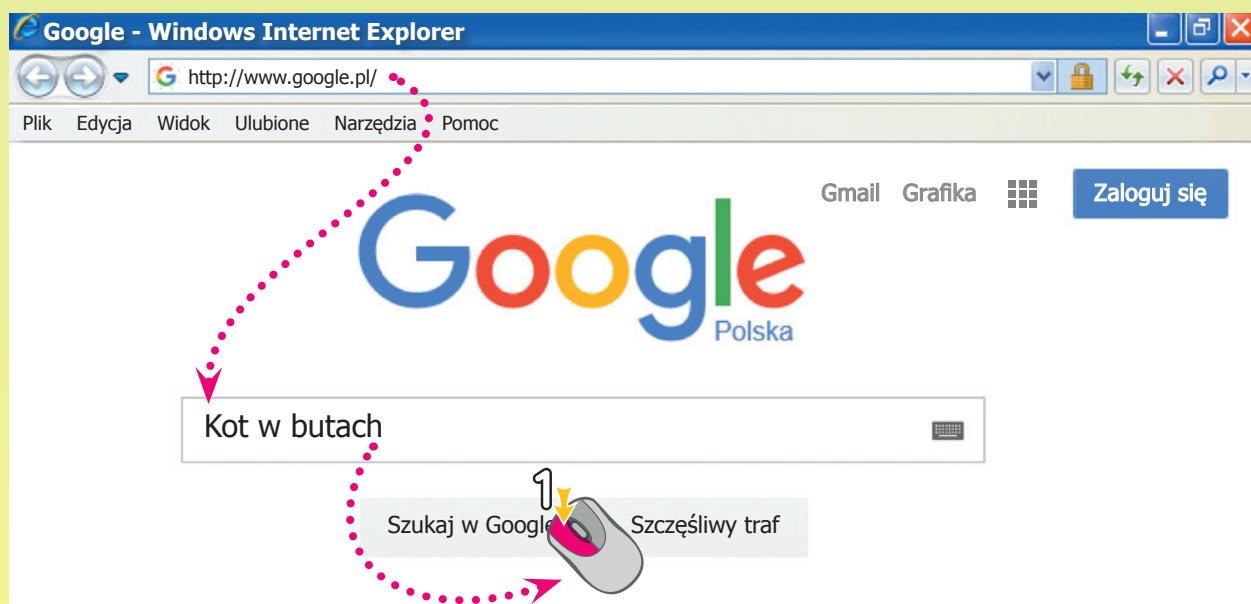 Google - Windows Internet Explorer
http://www.google.pl/
Plik Edycja Widok Ulubione Narzędzia Pomoc
Gmail Grafika Zaloguj się
Google
Polska
Kot w butach
1
Szukaj w Google Szczęśliwy traf